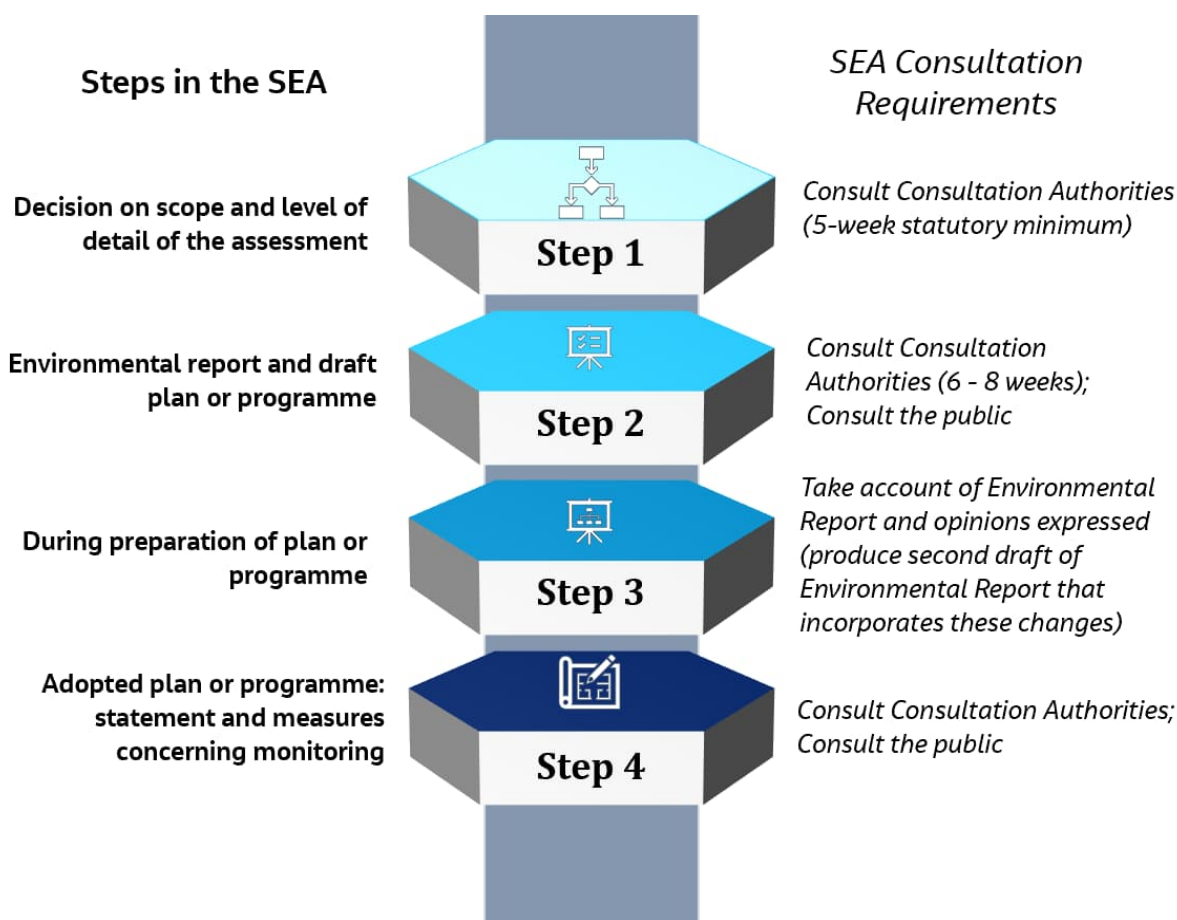 Steps in the SEA
SEA Consultation
Requirements
Decision on scope and level of
detail of the assessment
Step 1
Consult Consultation Authorities
(5-week statutory minimum)
Environmental report and draft
plan or programme
Step 2
Consult Consultation
Authorities (6 - 8 weeks);
Consult the public
During preparation of plan or
programme
Step 3
Take account of Environmental
Report and opinions expressed
(produce second draft of
Environmental Report that
incorporates these changes)
Adopted plan or programme:
statement and measures
concerning monitoring
Step 4
Consult Consultation Authorities;
Consult the public